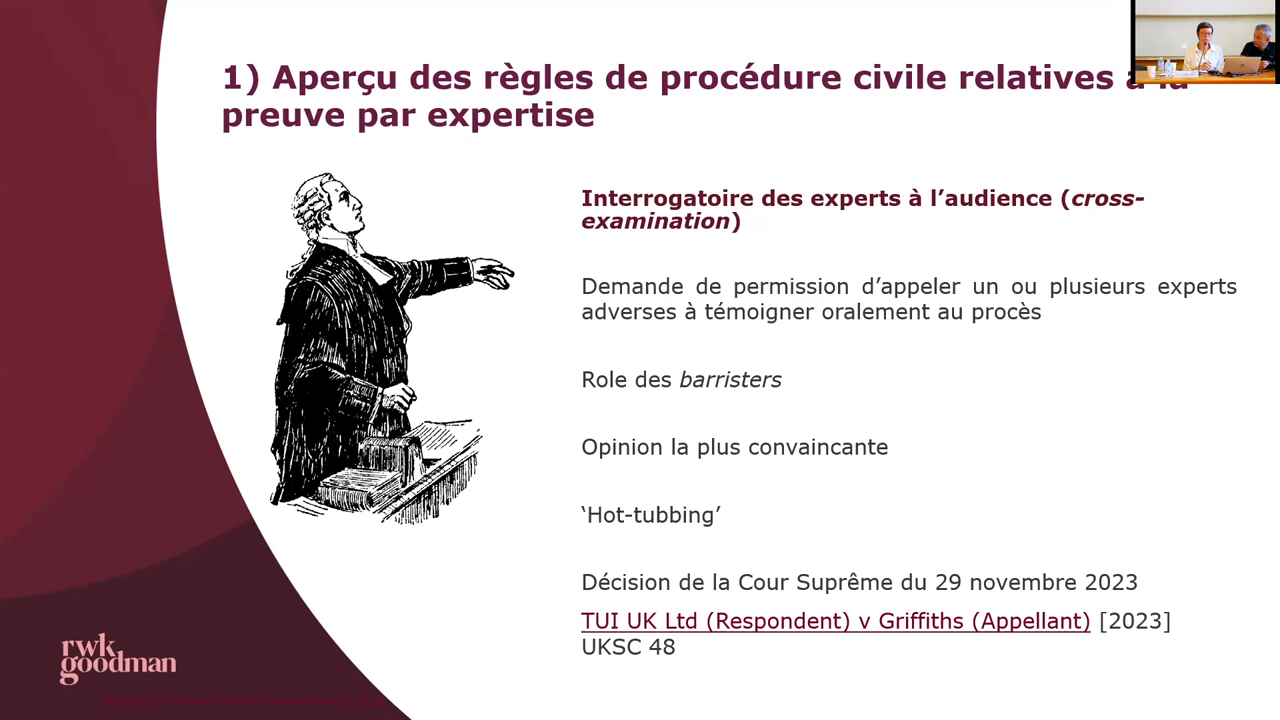 1) Aperçu des règles de procédure civile relatives à la
preuve par expertise
Interrogatoire des experts à l’audience (cross-
examination)
Demande de permission d’appeler un ou plusieurs experts
adverses à témoigner oralement au procès
Role des barristers
Opinion la plus convaincante
‘Hot-tubbing’
Décision de la Cour Suprême du 29 novembre 2023
TUI UK Ltd (Respondent) v Griffiths (Appellant) [2023]
UKSC 48
rwk
goodman